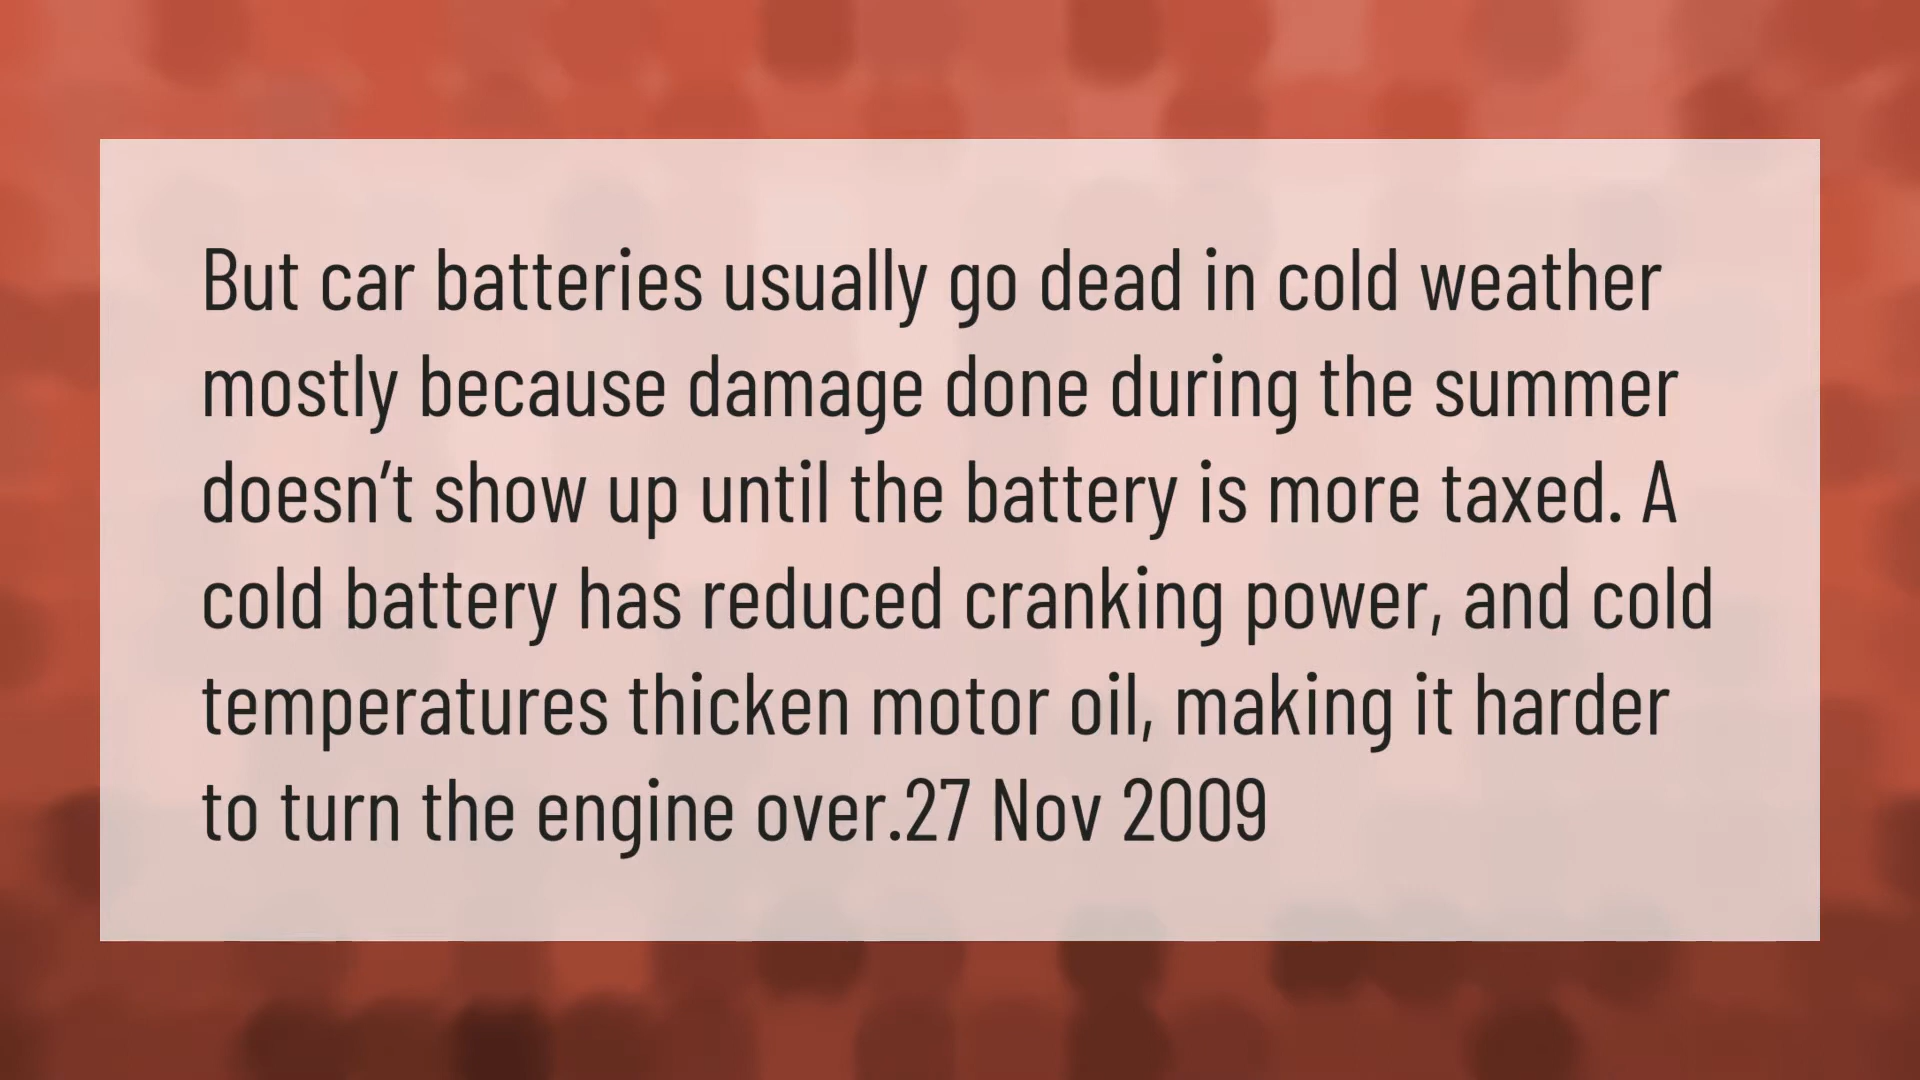 But car batteries usually go dead in cold weather
mostly because damage done during the summer
doesn’t show up until the battery is more taxed. A
cold battery has reduced cranking power, and cold
temperatures thicken motor oil, making it harder
to turn the engine over.27 Nov 2009